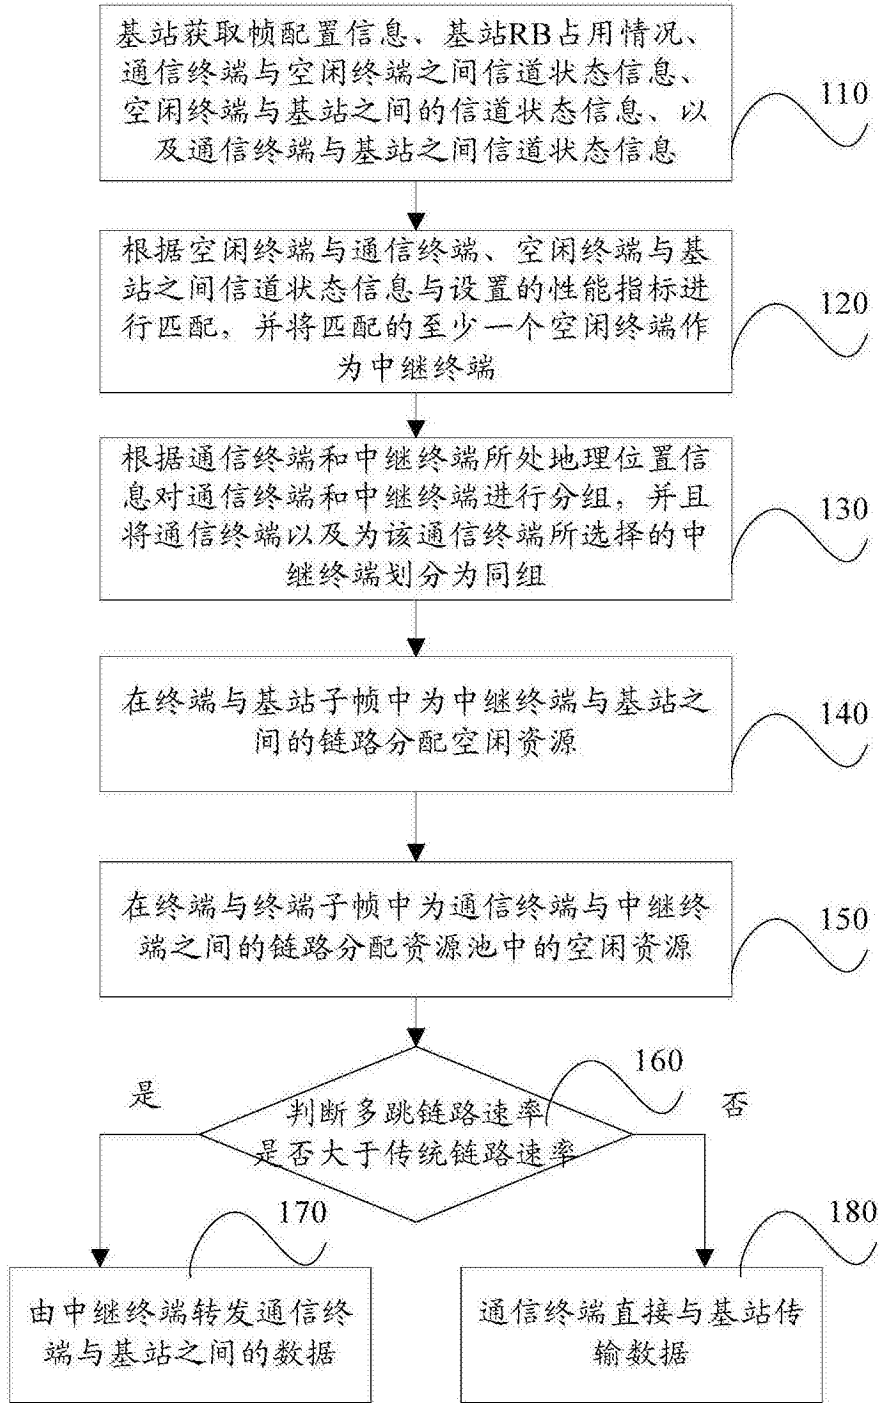 基站获取帧配置信息、基站RB占用情况、
通信终端与空闲终端之间信道状态信息、
空闲终端与基站之间的信道状态信息、以
及通信终端与基站之间信道状态信息
110
根据空闲终端与通信终端、空闲终端与基
站之间信道状态信息与设置的性能指标进
行匹配，并将匹配的至少一个空闲终端作
为中继终端
120
根据通信终端和中继终端所处地理位置信
息对通信终端和中继终端进行分组，并且
将通信终端以及为该通信终端所选择的中
继终端划分为同组
130
在终端与基站子帧中为中继终端与基站之
间的链路分配空闲资源
140
在终端与终端子帧中为通信终端与中继终
端之间的链路分配资源池中的空闲资源
150
160
判断多跳链路速率
是否大于传统链路速率
是
否
170
由中继终端转发通信终
端与基站之间的数据
180
通信终端直接与基站传
输数据